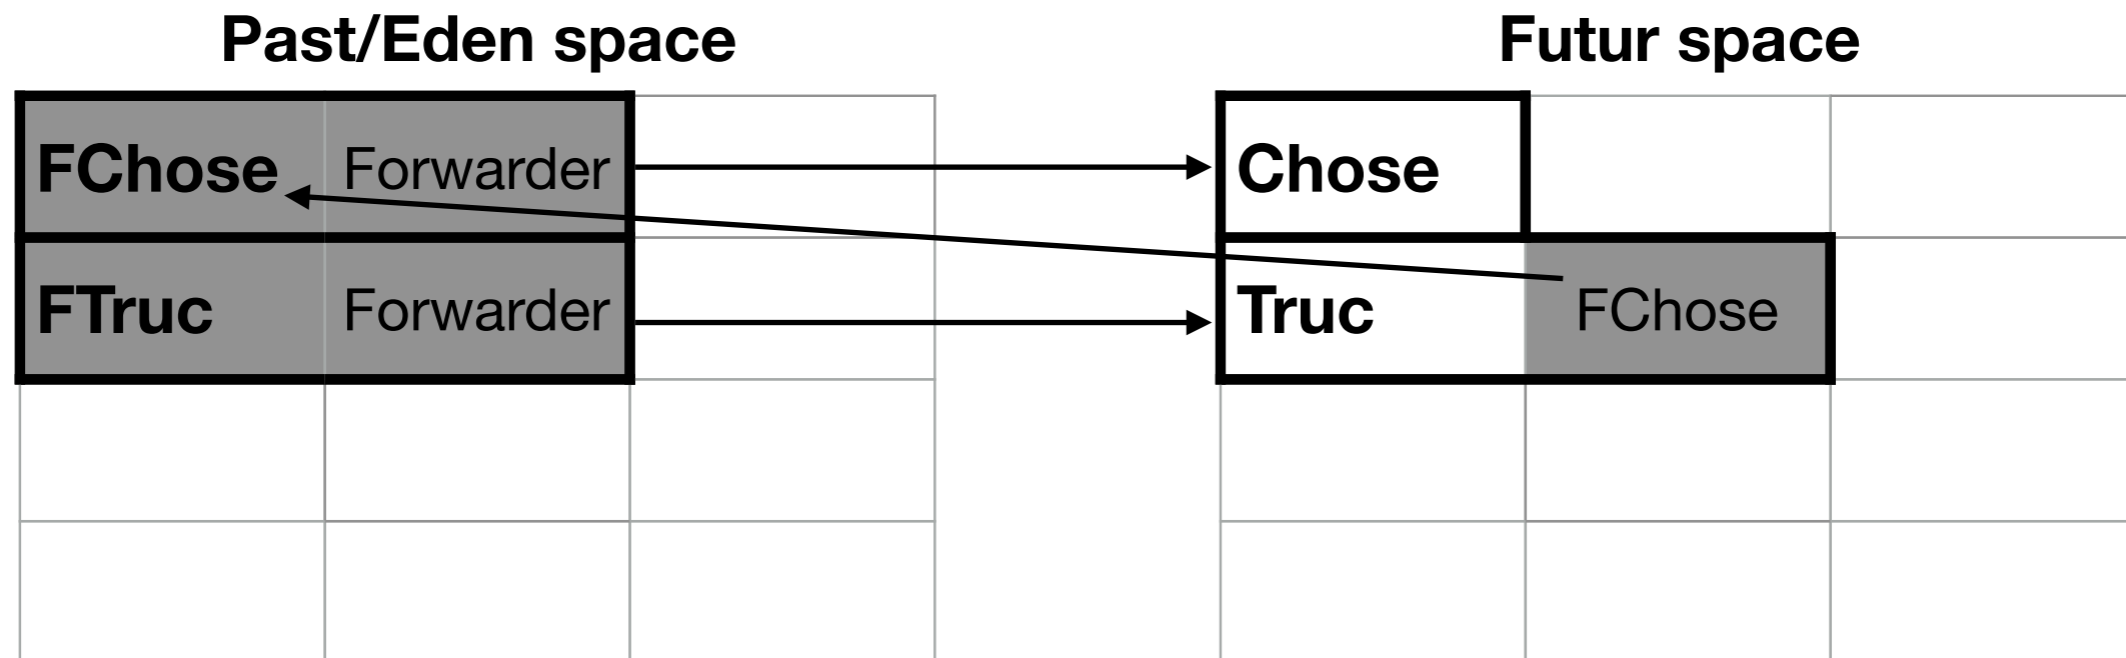 Past/Eden space
Futur space
FChose Forwarder
Chose
FTruc Forwarder
Truc FChose